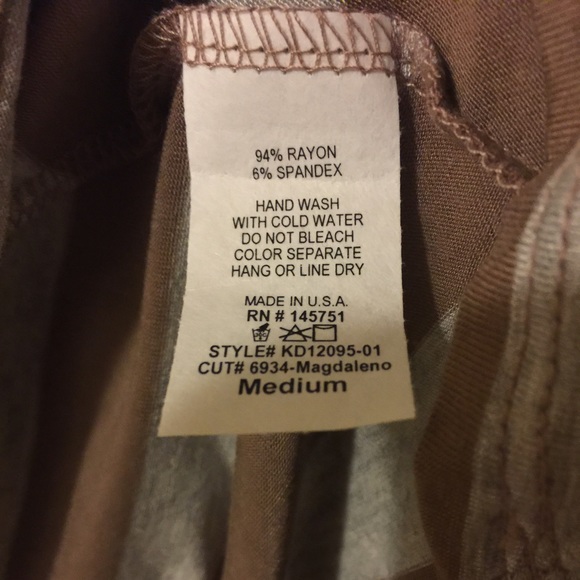 94% RAYON
6% SPANDEX
HAND WASH
WITH COLD WATER
DO NOT BLEACH
COLOR SEPARATE
HANG OR LINE DRY
MADE IN U.S.A.
RN # 145751
STYLE# KD12095-01
CUT# 6934-Magdaleno
Medium